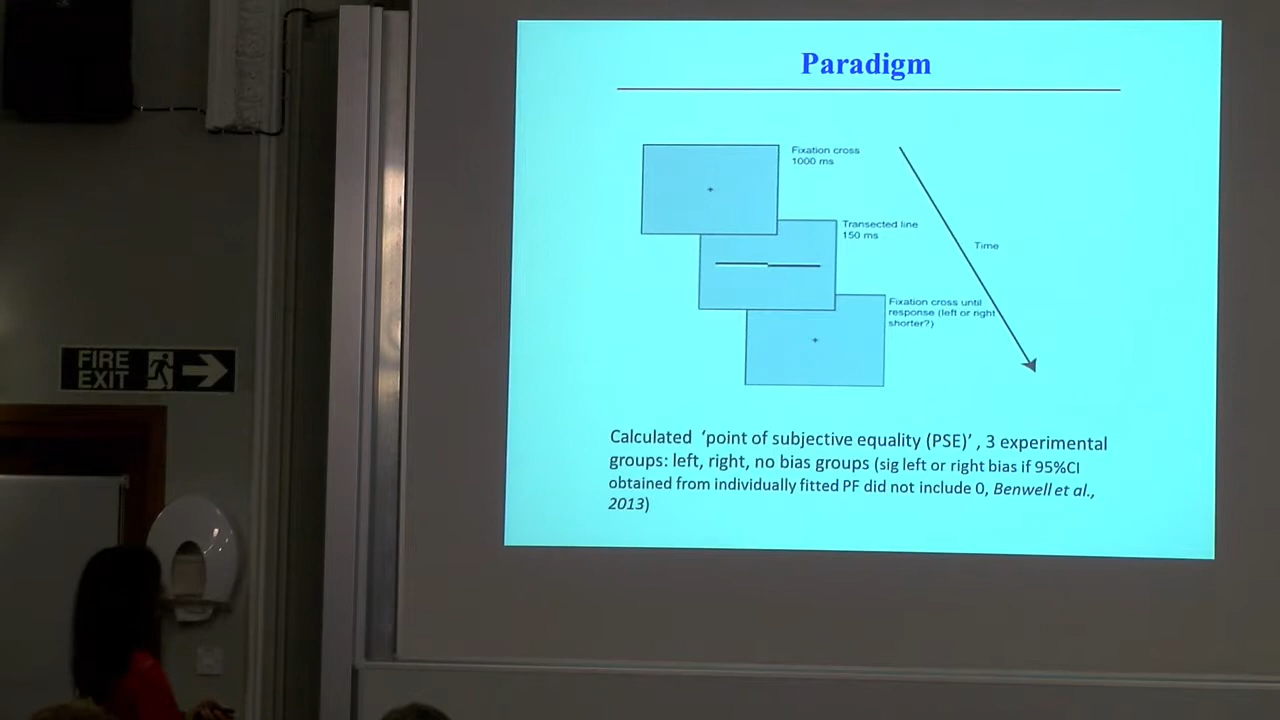 Paradigm
Fixation cross
1000 ms
Transected line
150 ms
Time
Fixation cross until
response (left or right
shorter?)
FIRE
EXIT
Calculated ‘point of subjective equality (PSE)’ , 3 experimental
groups: left, right, no bias groups (sig left or right bias if 95%CI
obtained from individually fitted PF did not include 0, Benwell et al.,
2013)